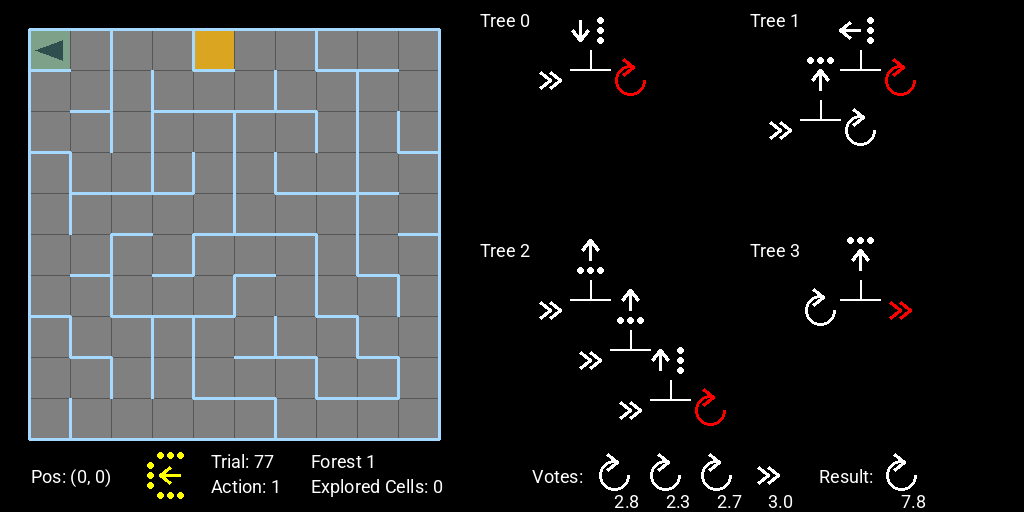 Tree 0
Tree 1
Tree 2
Tree 3
Pos: (0, 0)
Trial: 77
Forest 1
Action: 1
Explored Cells: 0
Votes:
2.8
2.3
2.7
3.0
Result:
7.8